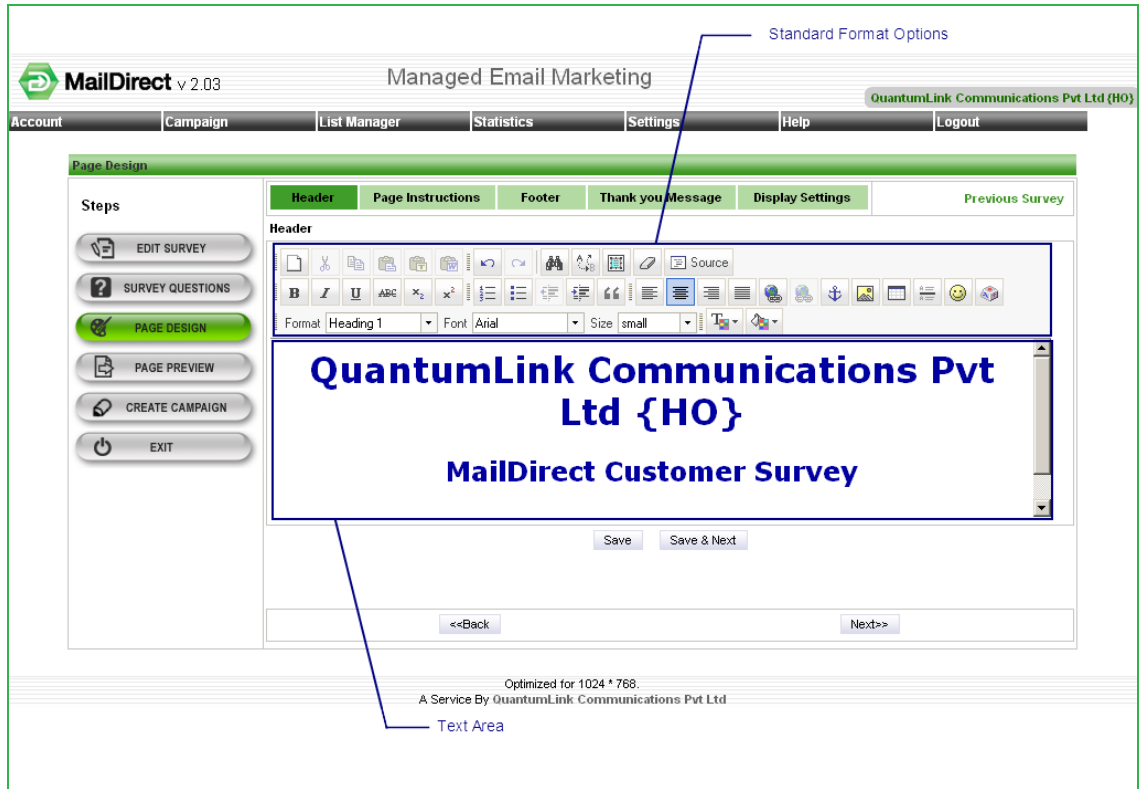 Standard Format Options
MailDirect v 2.03
Managed Email Marketing
QuantumLink Communications Pvt Ltd {HO}
Account Campaign List Manager Statistics Settings Help Logout
Page Design
Steps
EDIT SURVEY
SURVEY QUESTIONS
PAGE DESIGN
PAGE PREVIEW
CREATE CAMPAIGN
EXIT
Header Page Instructions Footer Thank you Message Display Settings Previous Survey
Header
Source
B I U ABC x2 x2
Format Heading 1 Font Arial Size small
QuantumLink Communications Pvt
Ltd {HO}
MailDirect Customer Survey
Save Save & Next
<<Back Next>>
Optimized for 1024 * 768.
A Service By QuantumLink Communications Pvt Ltd
Text Area